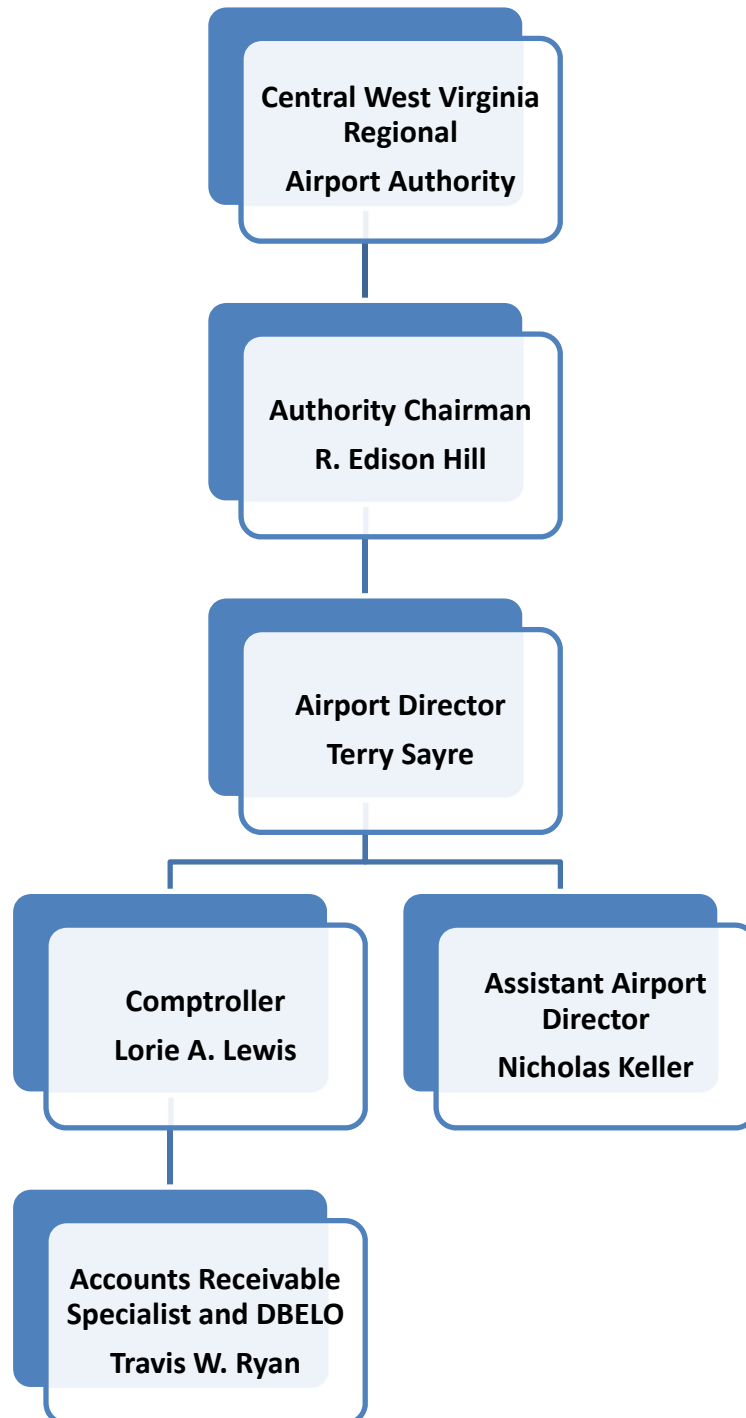 Central West Virginia
Regional
Airport Authority
Authority Chairman
R. Edison Hill
Airport Director
Terry Sayre
Comptroller
Lorie A. Lewis
Assistant Airport
Director
Nicholas Keller
Accounts Receivable
Specialist and DBELO
Travis W. Ryan